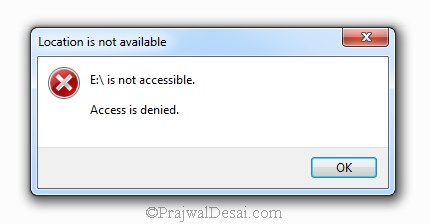 Location is not available
E:\ is not accessible.
Access is denied.
OK
©PrajwalDesai.com